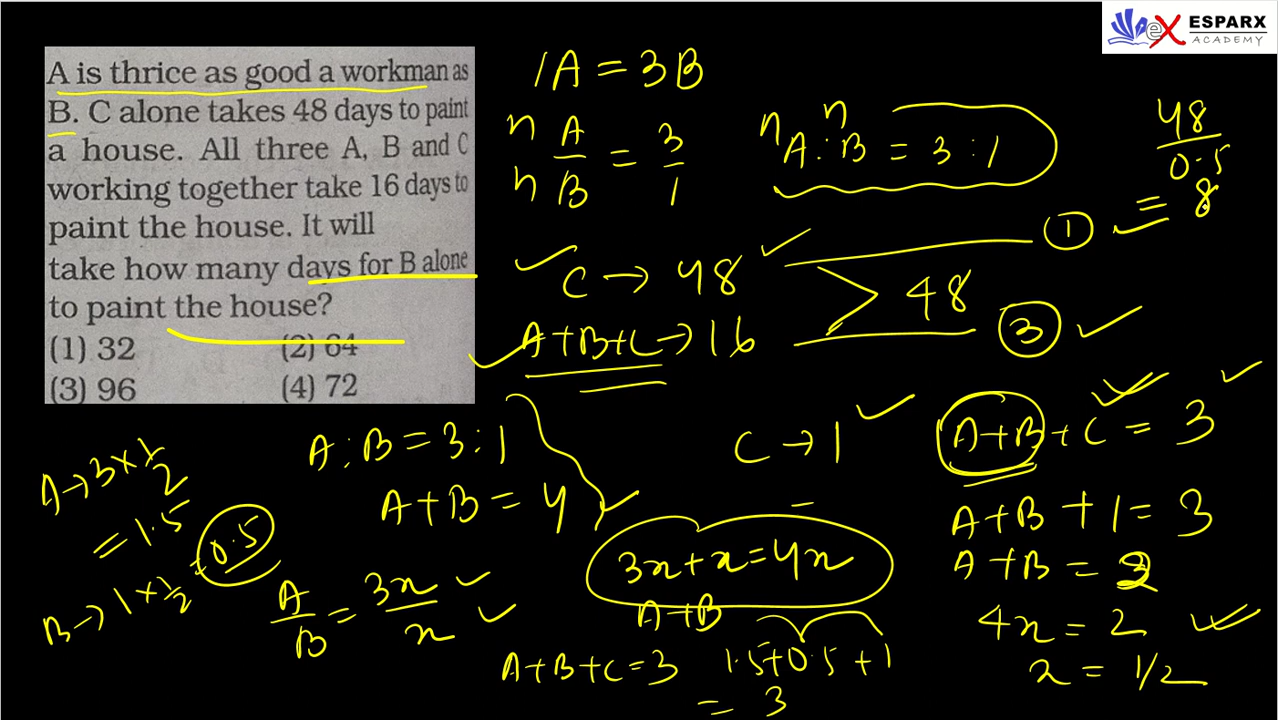 ESPARX
ACADEMY
A is thrice as good a workman as
B. C alone takes 48 days to paint
a house. All three A, B and C
working together take 16 days to
paint the house. It will
take how many days for B alone
to paint the house?
(1) 32 (2) 64
(3) 96 (4) 72
1A = 3B
n A / n B = 3 / 1
n n
A : B = 3 : 1
48 / 0.5
= 8
C → 48
A+B+C → 16
48
1
3
A : B = 3 : 1
A+B = 4
3x+x=4x
A+B
A / B = 3x / x
A → 3 × 1/2
= 1.5
B → 1 × 1/2 = 0.5
C → 1
A+B+C = 3
A+B+1 = 3
A+B = 2
4x = 2
x = 1/2
A+B+C=3 1.5+0.5+1
= 3